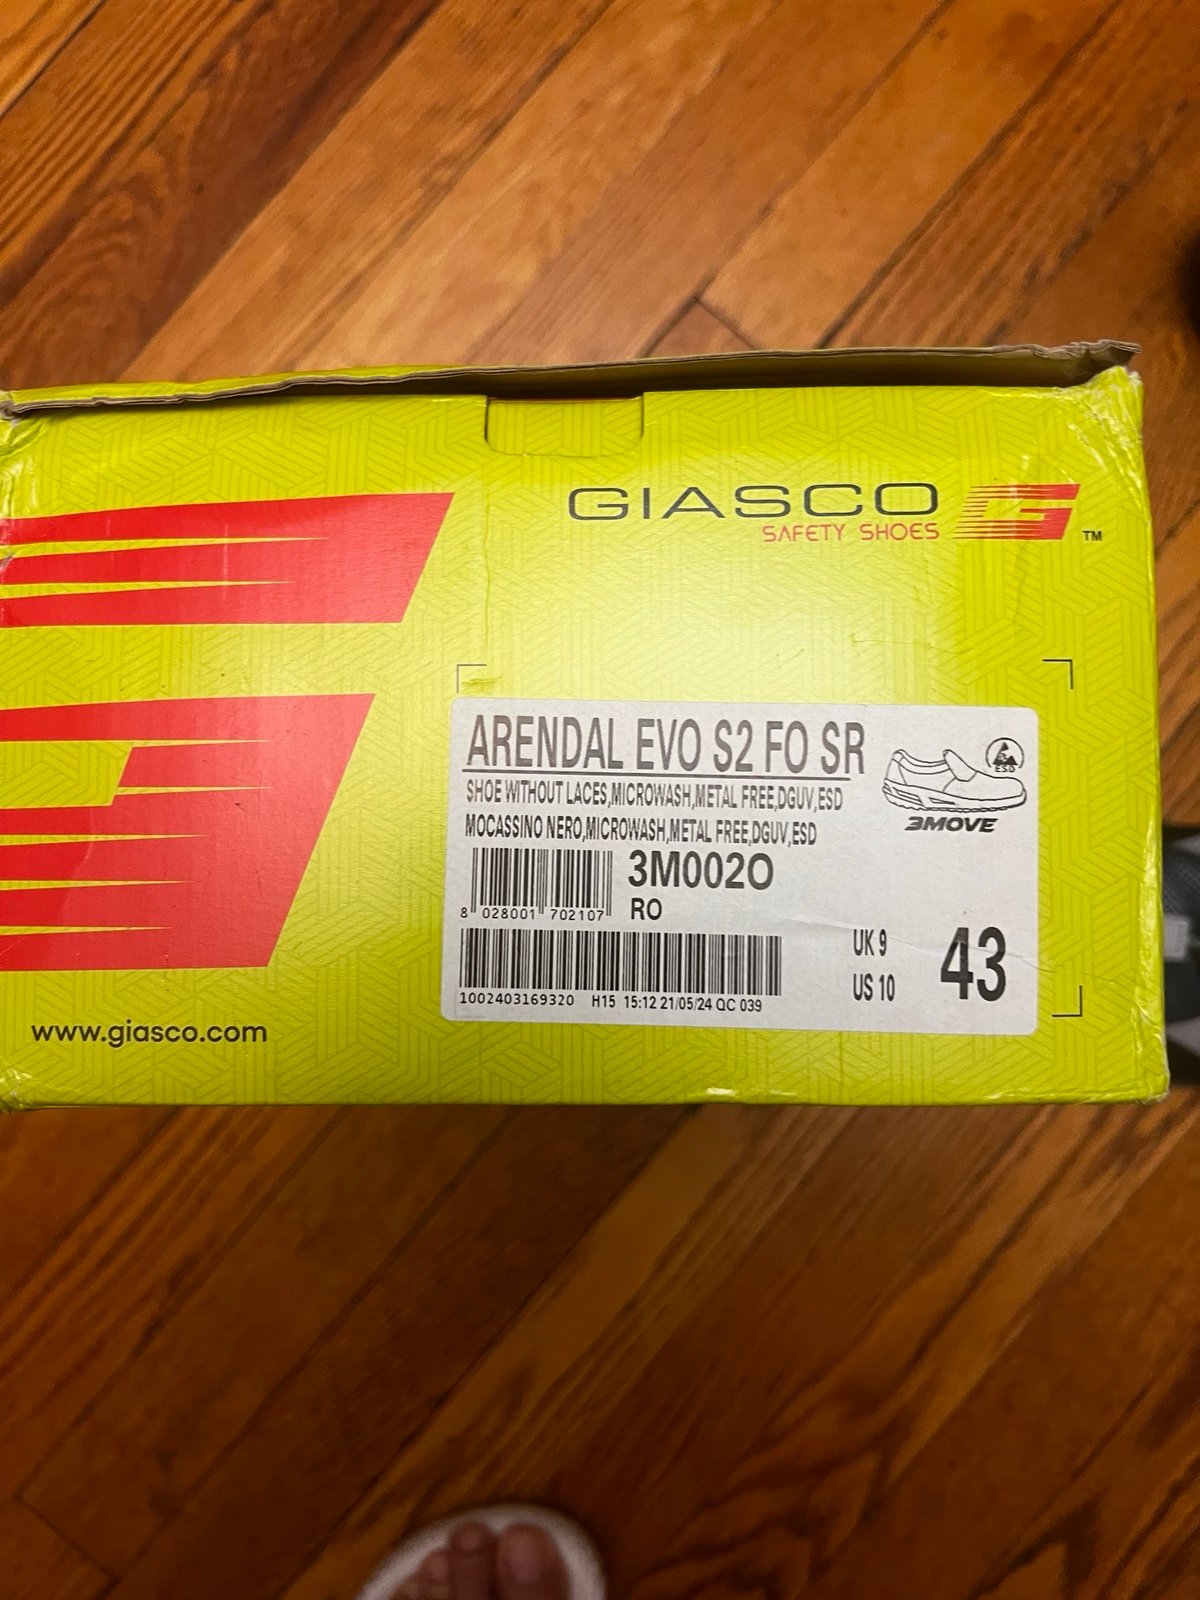 GIASCO
SAFETY SHOES
TM
ARENDAL EVO S2 FO SR
SHOE WITHOUT LACES,MICROWASH,METAL FREE,DGUV,ESD
MOCASSINO NERO,MICROWASH,METAL FREE,DGUV,ESD
ESD
3MOVE
3M002O
8 028001 702107
RO
UK 9
US 10
43
1002403169320 H15 15:12 21/05/24 QC 039
www.giasco.com